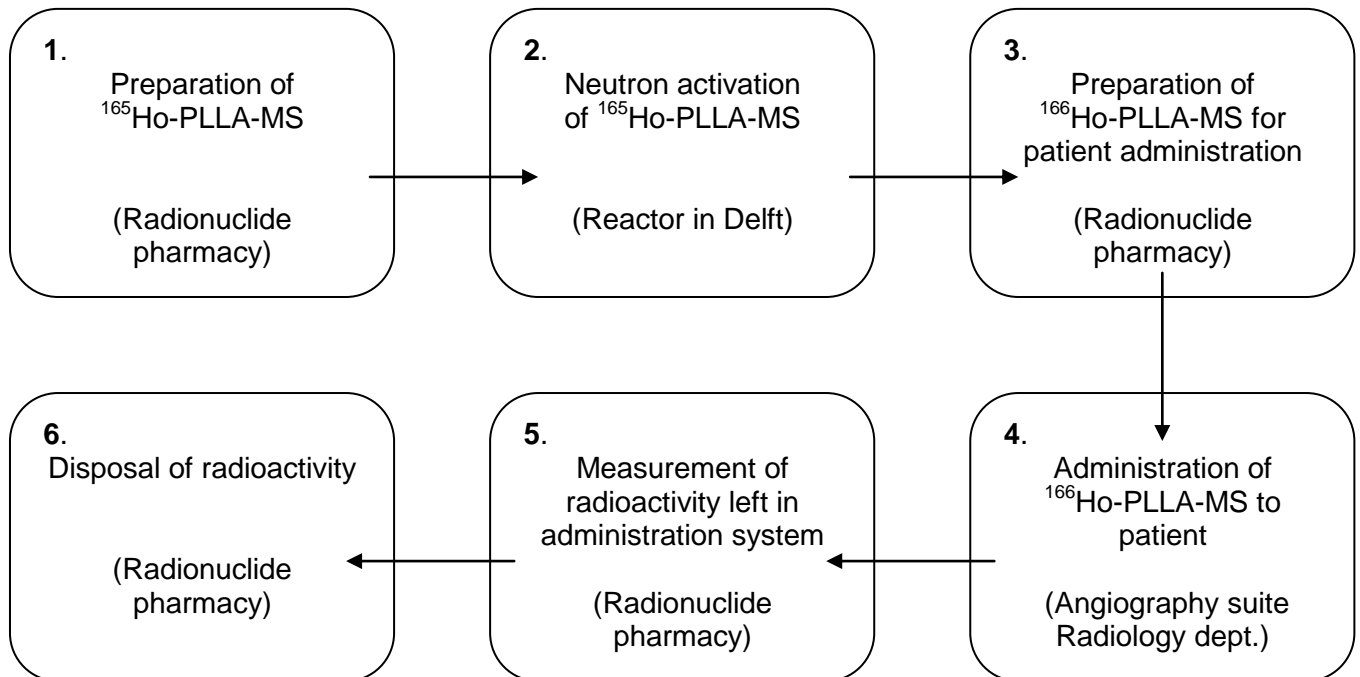 1.
Preparation of
¹⁶⁵Ho-PLLA-MS
(Radionuclide
pharmacy)
2.
Neutron activation
of ¹⁶⁵Ho-PLLA-MS
(Reactor in Delft)
3.
Preparation of
¹⁶⁶Ho-PLLA-MS for
patient administration
(Radionuclide
pharmacy)
4.
Administration of
¹⁶⁶Ho-PLLA-MS to
patient
(Angiography suite
Radiology dept.)
5.
Measurement of
radioactivity left in
administration system
(Radionuclide
pharmacy)
6.
Disposal of radioactivity
(Radionuclide
pharmacy)